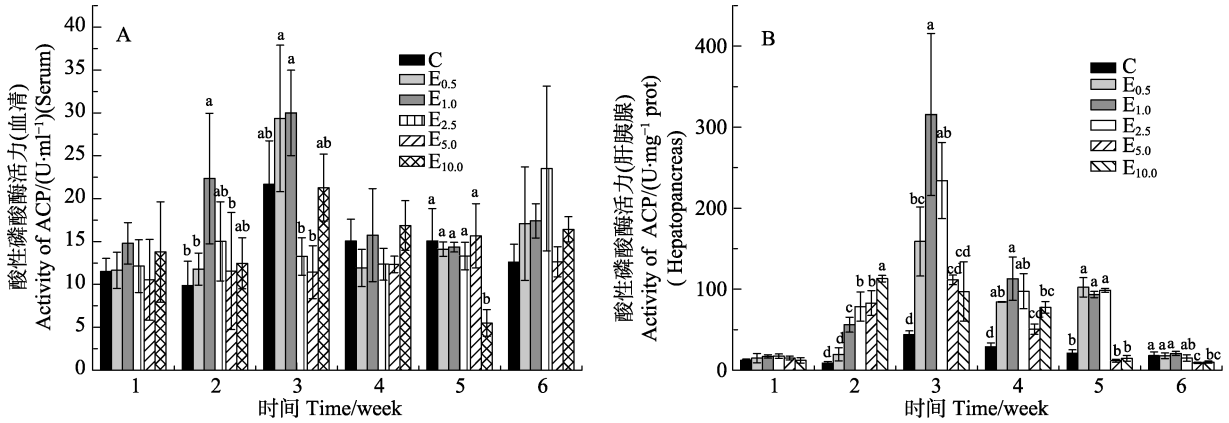 酸性磷酸酶活力(血清)
Activity of ACP/(U·ml⁻¹)(Serum)
40
35
30
25
20
15
10
5
0
A
C
E0.5
E1.0
E2.5
E5.0
E10.0
b
b
a
ab
b
ab
ab
a
a
b
b
ab
a
a
a
a
a
b
1
2
3
4
5
6
时间 Time/week
酸性磷酸酶活力(肝胰腺)
Activity of ACP/(U·mg⁻¹ prot)
( Hepatopancreas)
400
300
200
100
0
B
C
E0.5
E1.0
E2.5
E5.0
E10.0
d
d
c
b
b
a
d
bc
a
ab
cd
cd
d
ab
a
ab
cd
bc
b
a
a
a
b
b
a
a
a
ab
c
bc
1
2
3
4
5
6
时间 Time/week